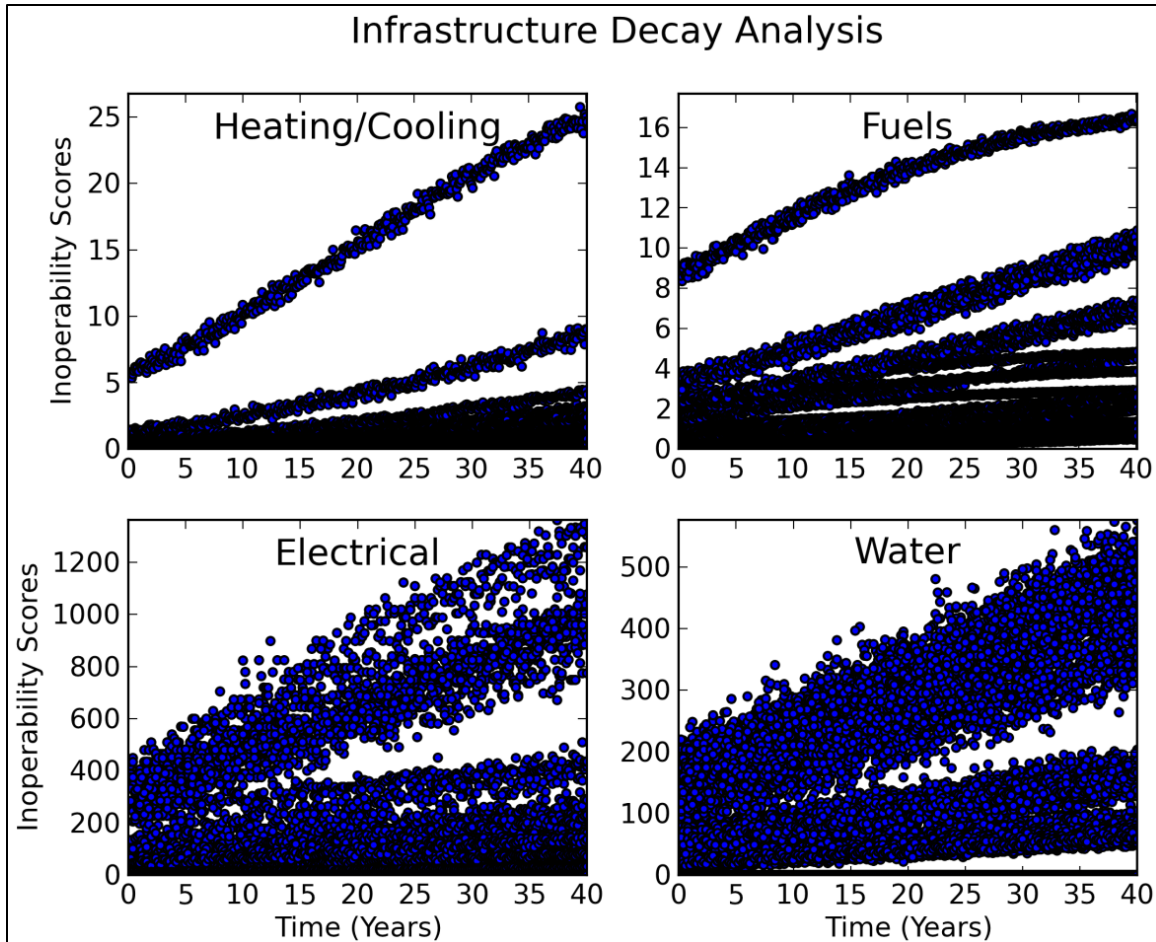 Infrastructure Decay Analysis
Heating/Cooling
Inoperability Scores
25
20
15
10
5
0
0 5 10 15 20 25 30 35 40
Fuels
16
14
12
10
8
6
4
2
0
0 5 10 15 20 25 30 35 40
Electrical
Inoperability Scores
1200
1000
800
600
400
200
0
0 5 10 15 20 25 30 35 40
Time (Years)
Water
500
400
300
200
100
0
0 5 10 15 20 25 30 35 40
Time (Years)